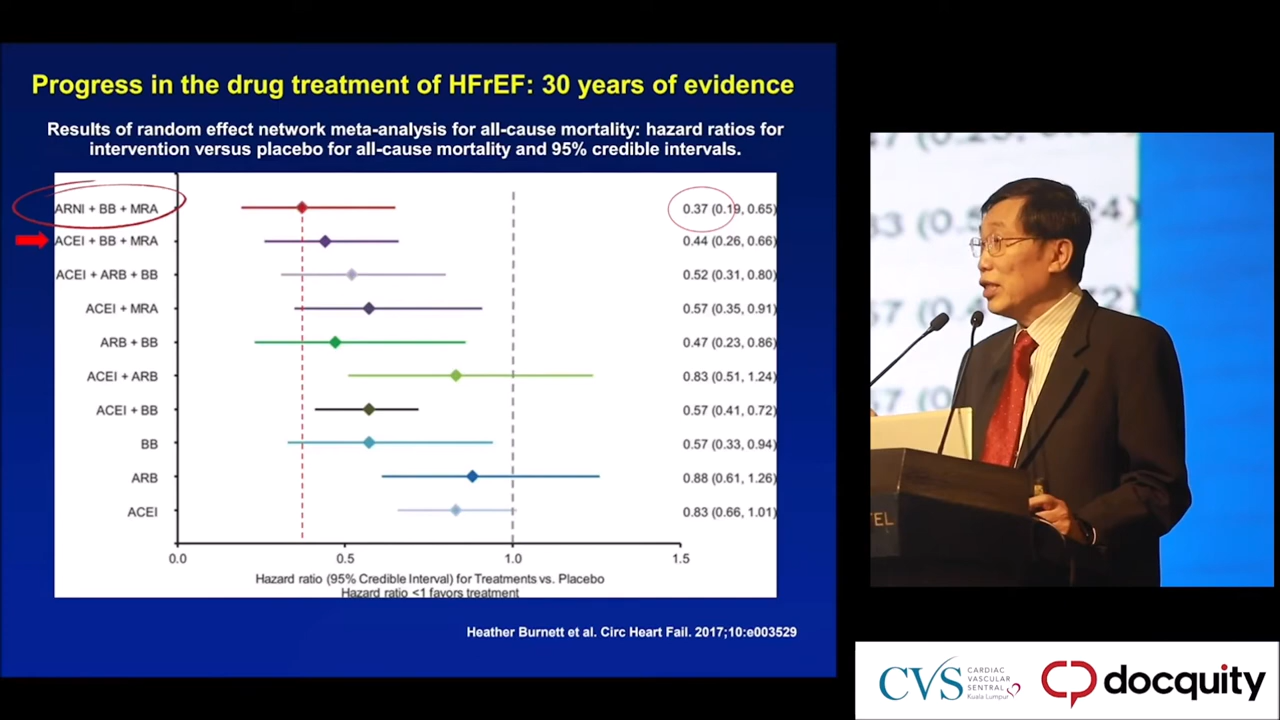 Progress in the drug treatment of HFrEF: 30 years of evidence
Results of random effect network meta-analysis for all-cause mortality: hazard ratios for
intervention versus placebo for all-cause mortality and 95% credible intervals.
ARNI + BB + MRA 0.37 (0.19, 0.65)
ACEI + BB + MRA 0.44 (0.26, 0.66)
ACEI + ARB + BB 0.52 (0.31, 0.80)
ACEI + MRA 0.57 (0.35, 0.91)
ARB + BB 0.47 (0.23, 0.86)
ACEI + ARB 0.83 (0.51, 1.24)
ACEI + BB 0.57 (0.41, 0.72)
BB 0.57 (0.33, 0.94)
ARB 0.88 (0.61, 1.26)
ACEI 0.83 (0.66, 1.01)
0.0 0.5 1.0 1.5
Hazard ratio (95% Credible Interval) for Treatments vs. Placebo
Hazard ratio <1 favors treatment
Heather Burnett et al. Circ Heart Fail. 2017;10:e003529
CVS CARDIAC
VASCULAR
SENTRAL
Kuala Lumpur
docquity